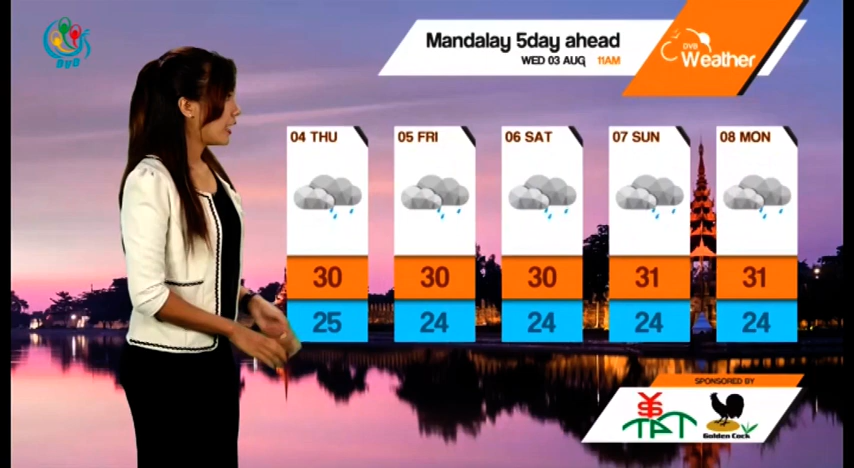 DVB
Mandalay 5day ahead
WED 03 AUG 11AM
DVB
Weather
04 THU
05 FRI
06 SAT
07 SUN
08 MON
30
30
30
31
31
25
24
24
24
24
SPONSORED BY
TAT
Golden Cock